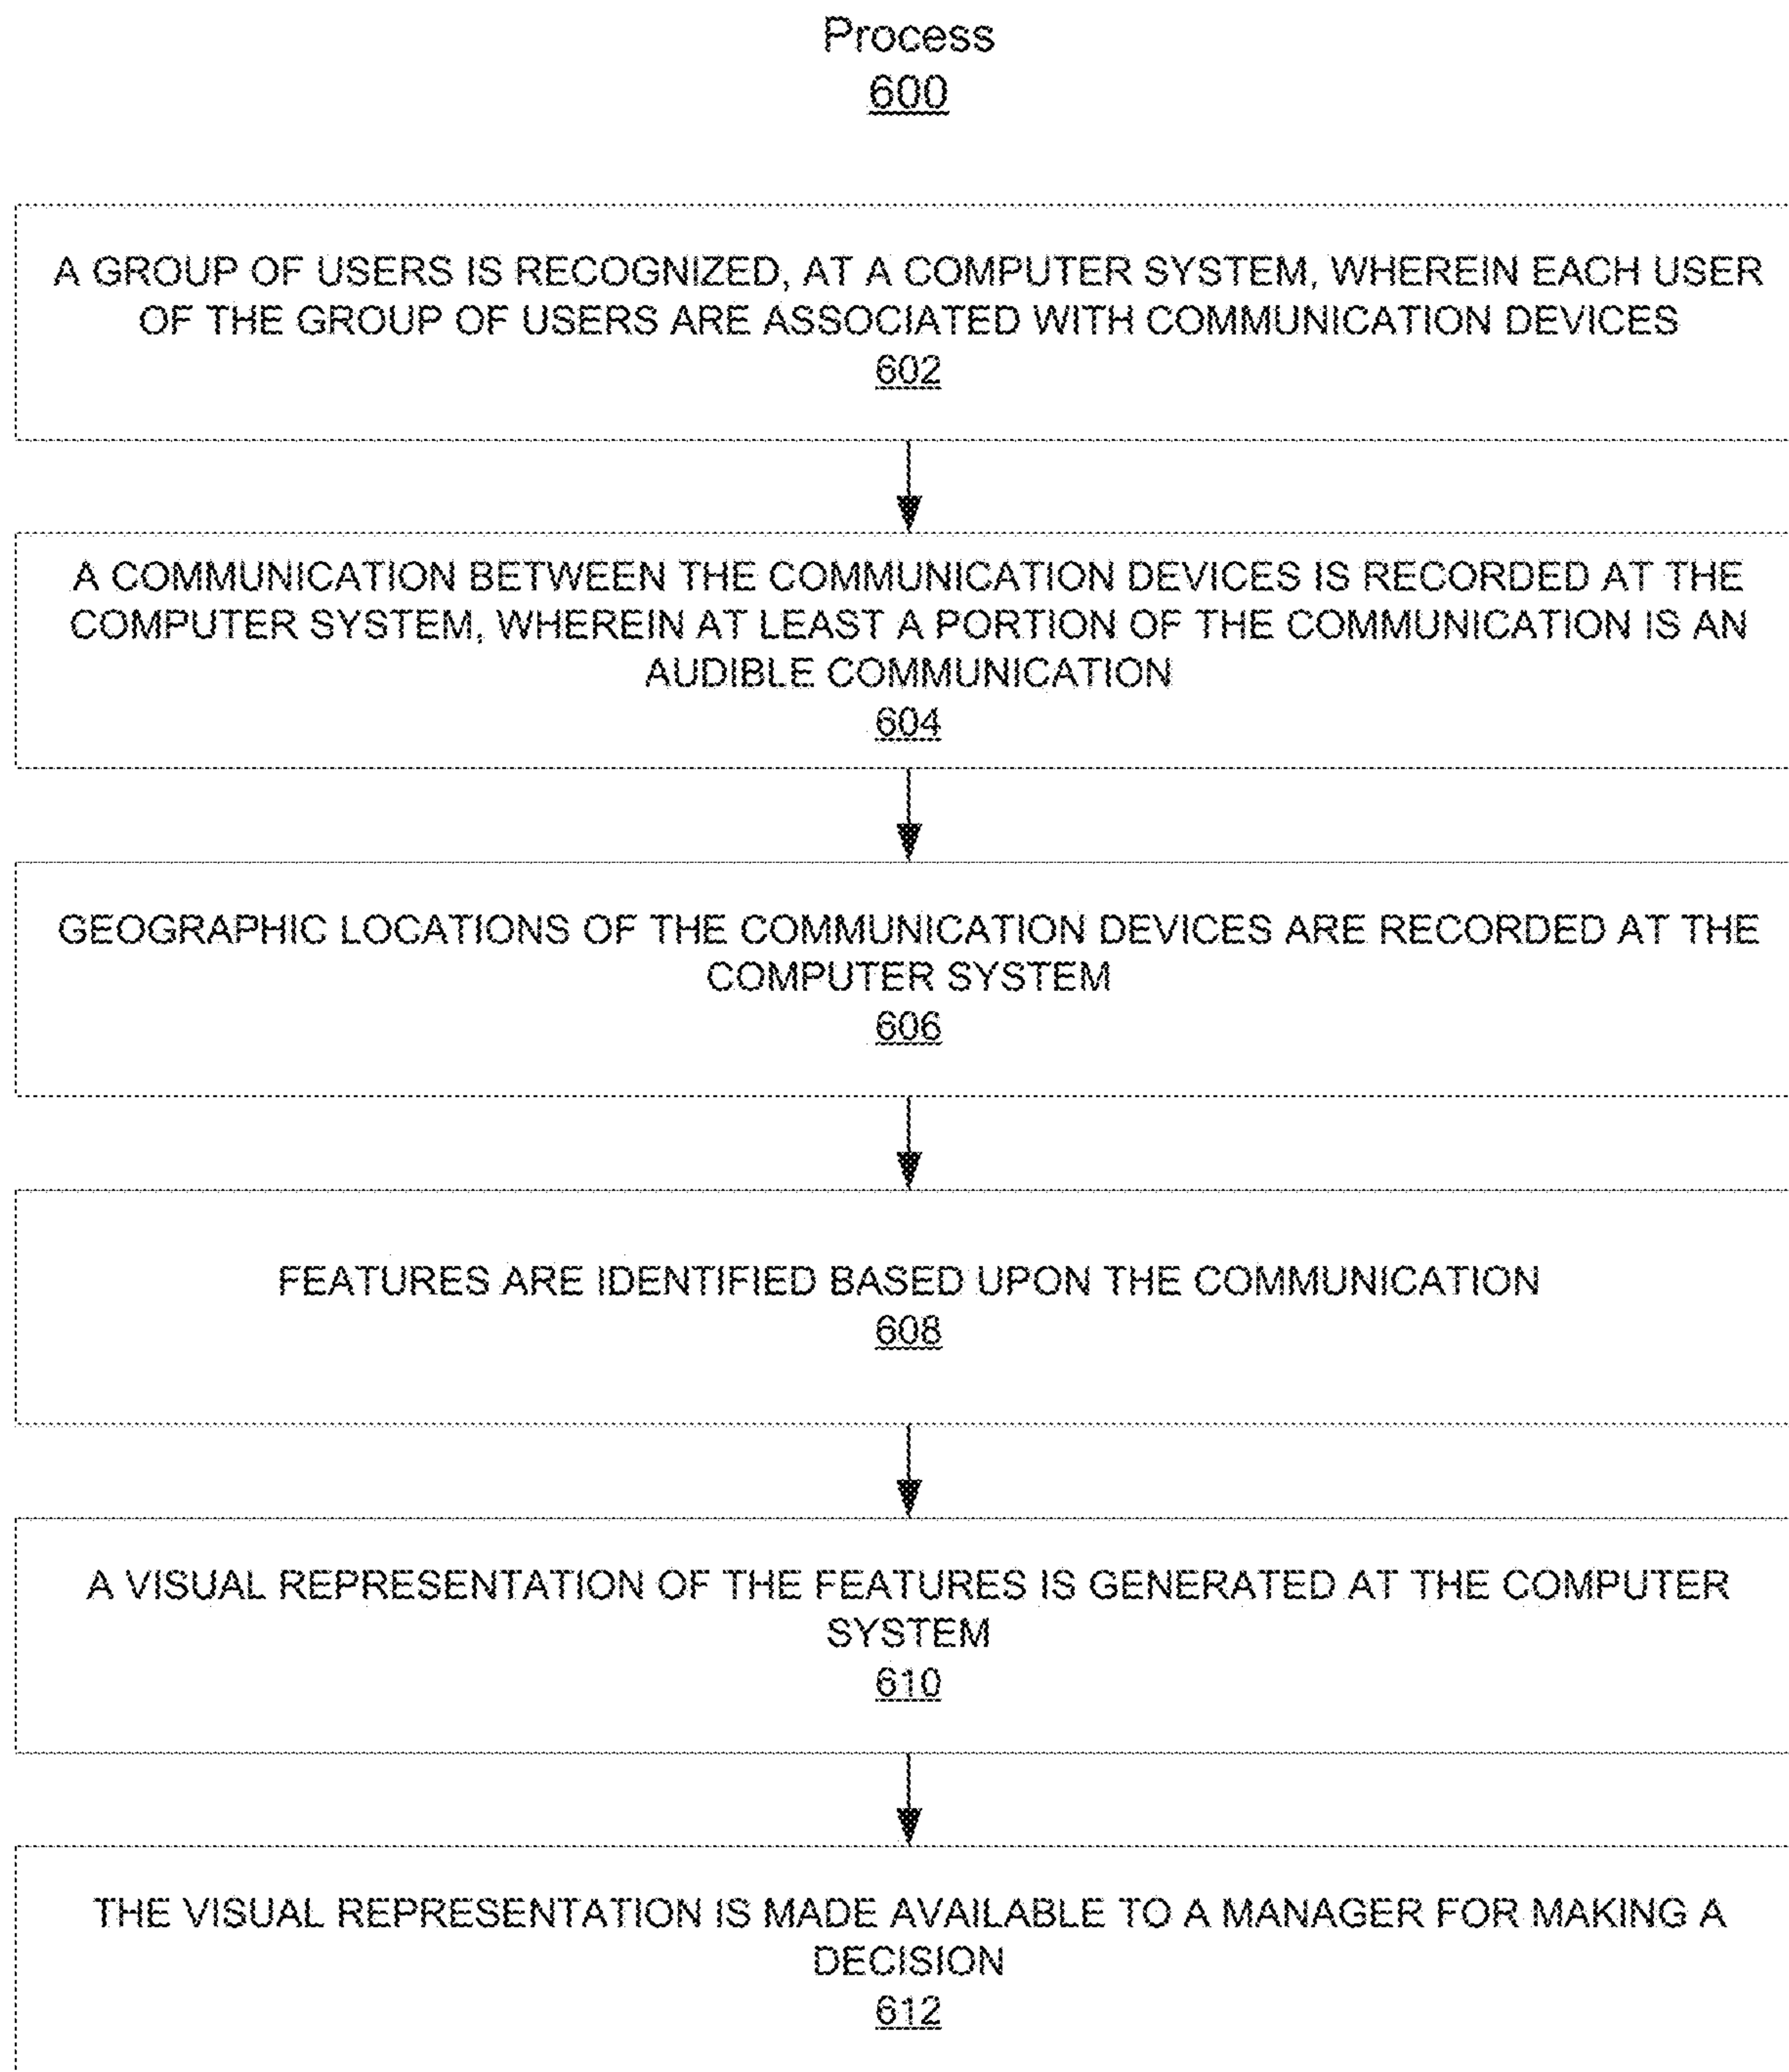 Process
600
A GROUP OF USERS IS RECOGNIZED, AT A COMPUTER SYSTEM, WHEREIN EACH USER
OF THE GROUP OF USERS ARE ASSOCIATED WITH COMMUNICATION DEVICES
602
A COMMUNICATION BETWEEN THE COMMUNICATION DEVICES IS RECORDED AT THE
COMPUTER SYSTEM, WHEREIN AT LEAST A PORTION OF THE COMMUNICATION IS AN
AUDIBLE COMMUNICATION
604
GEOGRAPHIC LOCATIONS OF THE COMMUNICATION DEVICES ARE RECORDED AT THE
COMPUTER SYSTEM
606
FEATURES ARE IDENTIFIED BASED UPON THE COMMUNICATION
608
A VISUAL REPRESENTATION OF THE FEATURES IS GENERATED AT THE COMPUTER
SYSTEM
610
THE VISUAL REPRESENTATION IS MADE AVAILABLE TO A MANAGER FOR MAKING A
DECISION
612